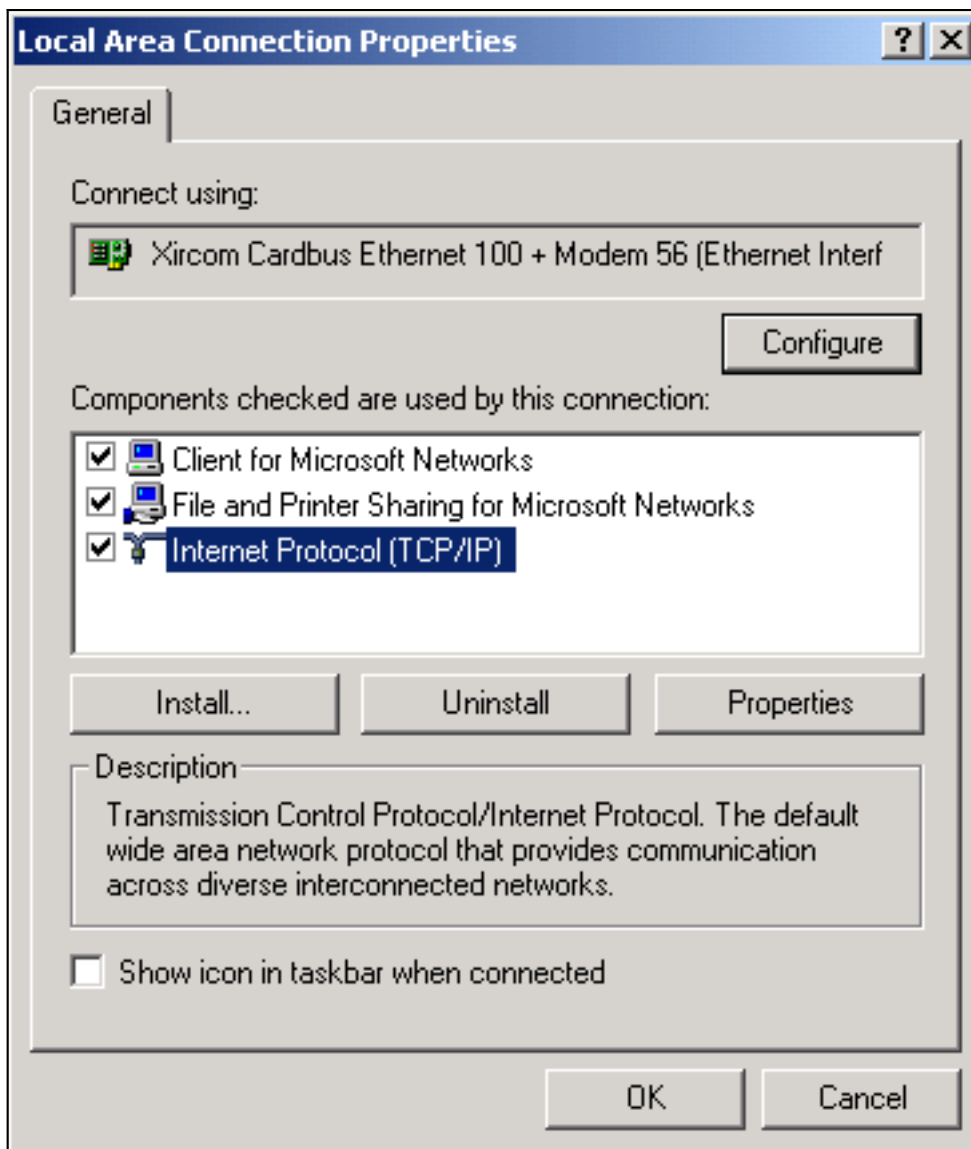 Local Area Connection Properties
General
Connect using:
Xircom Cardbus Ethernet 100 + Modem 56 (Ethernet Interf
Configure
Components checked are used by this connection:
Client for Microsoft Networks
File and Printer Sharing for Microsoft Networks
Internet Protocol (TCP/IP)
Install...
Uninstall
Properties
Description
Transmission Control Protocol/Internet Protocol. The default
wide area network protocol that provides communication
across diverse interconnected networks.
Show icon in taskbar when connected
OK
Cancel